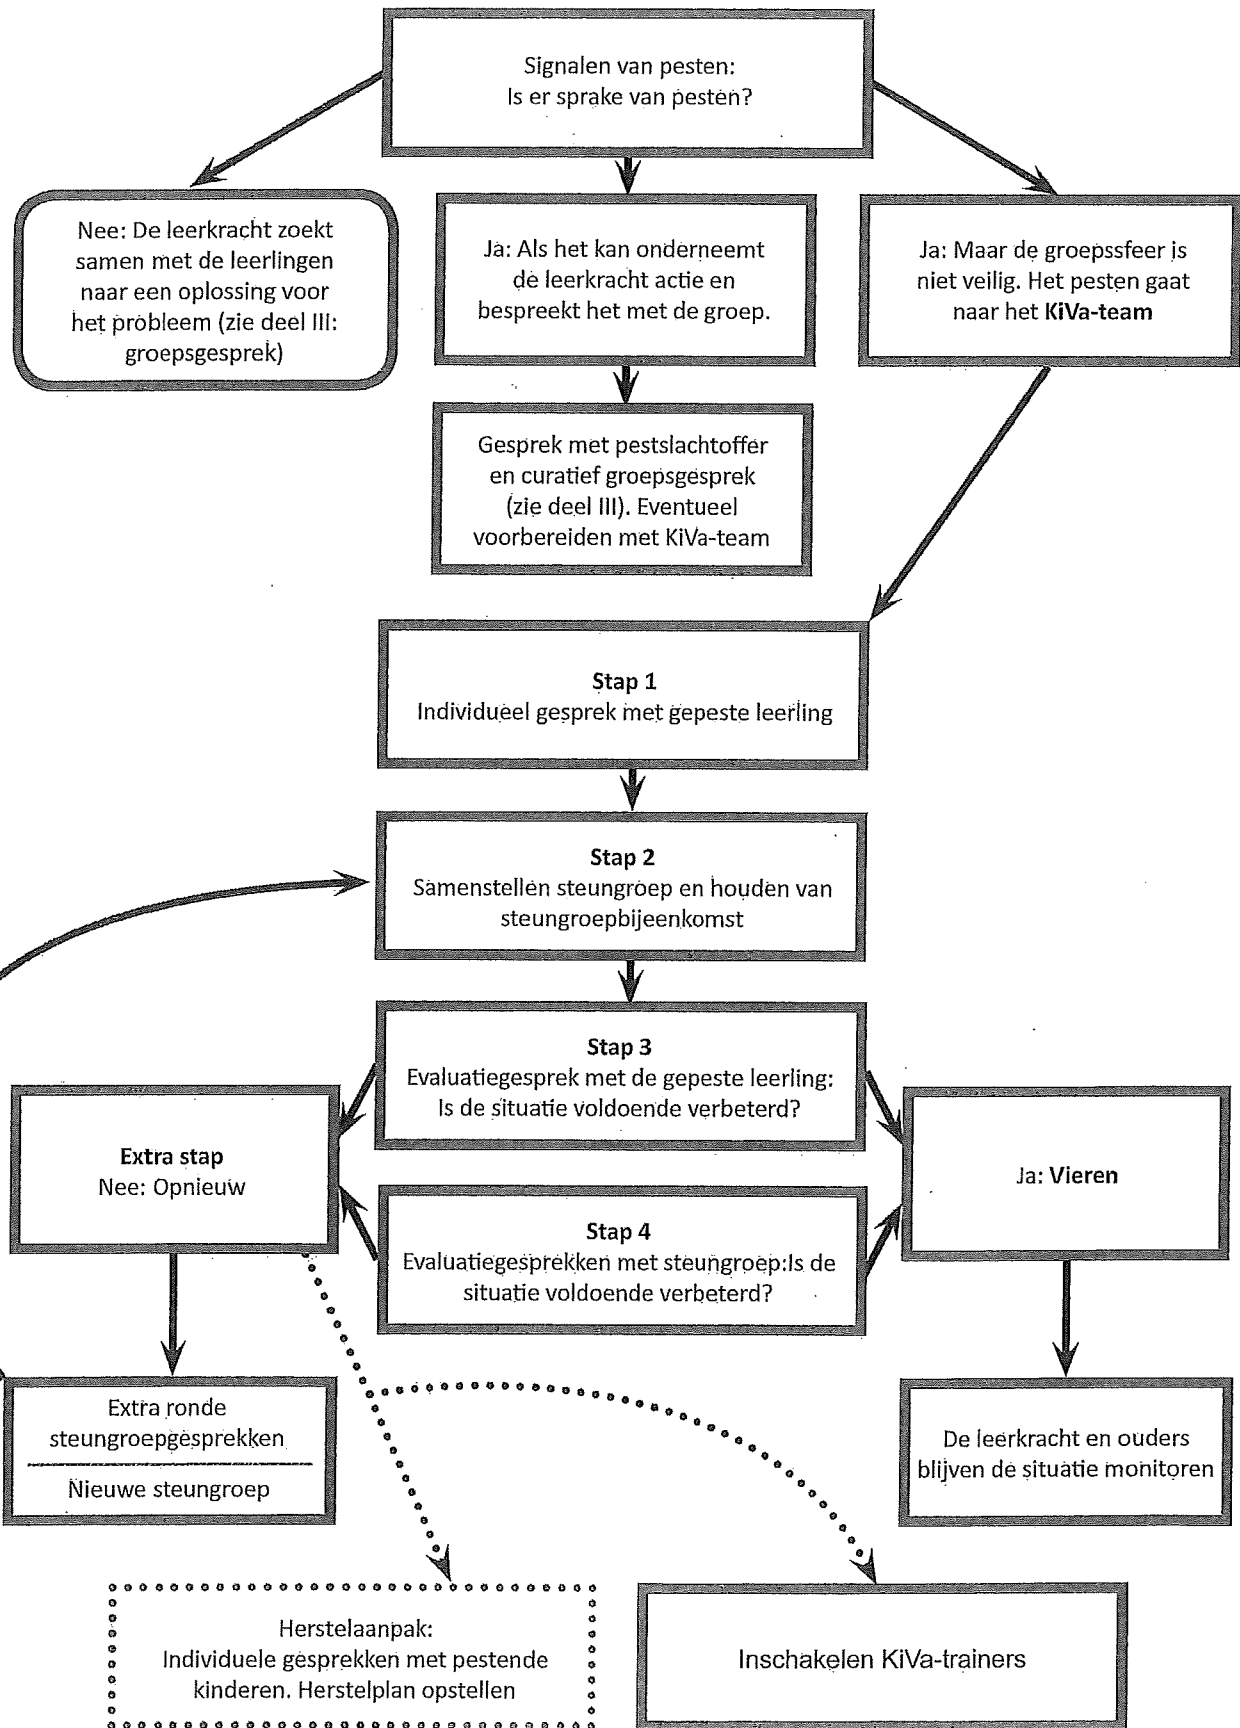 Signalen van pesten:
Is er sprake van pesten?
Nee: De leerkracht zoekt
samen met de leerlingen
naar een oplossing voor
het probleem (zie deel III:
groepsgesprek)
Ja: Als het kan onderneemt
de leerkracht actie en
bespreekt het met de groep.
Ja: Maar de groepssfeer is
niet veilig. Het pesten gaat
naar het KiVa-team
Gesprek met pestslachtoffer
en curatief groepsgesprek
(zie deel III). Eventueel
voorbereiden met KiVa-team
Stap 1
Individueel gesprek met gepeste leerling
Stap 2
Samenstellen steungroep en houden van
steungroepbijeenkomst
Stap 3
Evaluatiegesprek met de gepeste leerling:
Is de situatie voldoende verbeterd?
Extra stap
Nee: Opnieuw
Ja: Vieren
Stap 4
Evaluatiegesprekken met steungroep:Is de
situatie voldoende verbeterd?
Extra ronde
steungroepgesprekken
Nieuwe steungroep
De leerkracht en ouders
blijven de situatie monitoren
Herstelaanpak:
Individuele gesprekken met pestende
kinderen. Herstelplan opstellen
Inschakelen KiVa-trainers